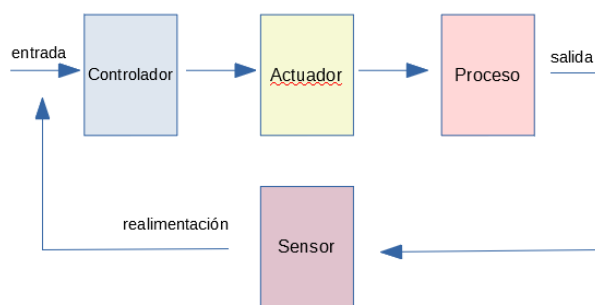 entrada
Controlador
Actuador
Proceso
salida
realimentación
Sensor